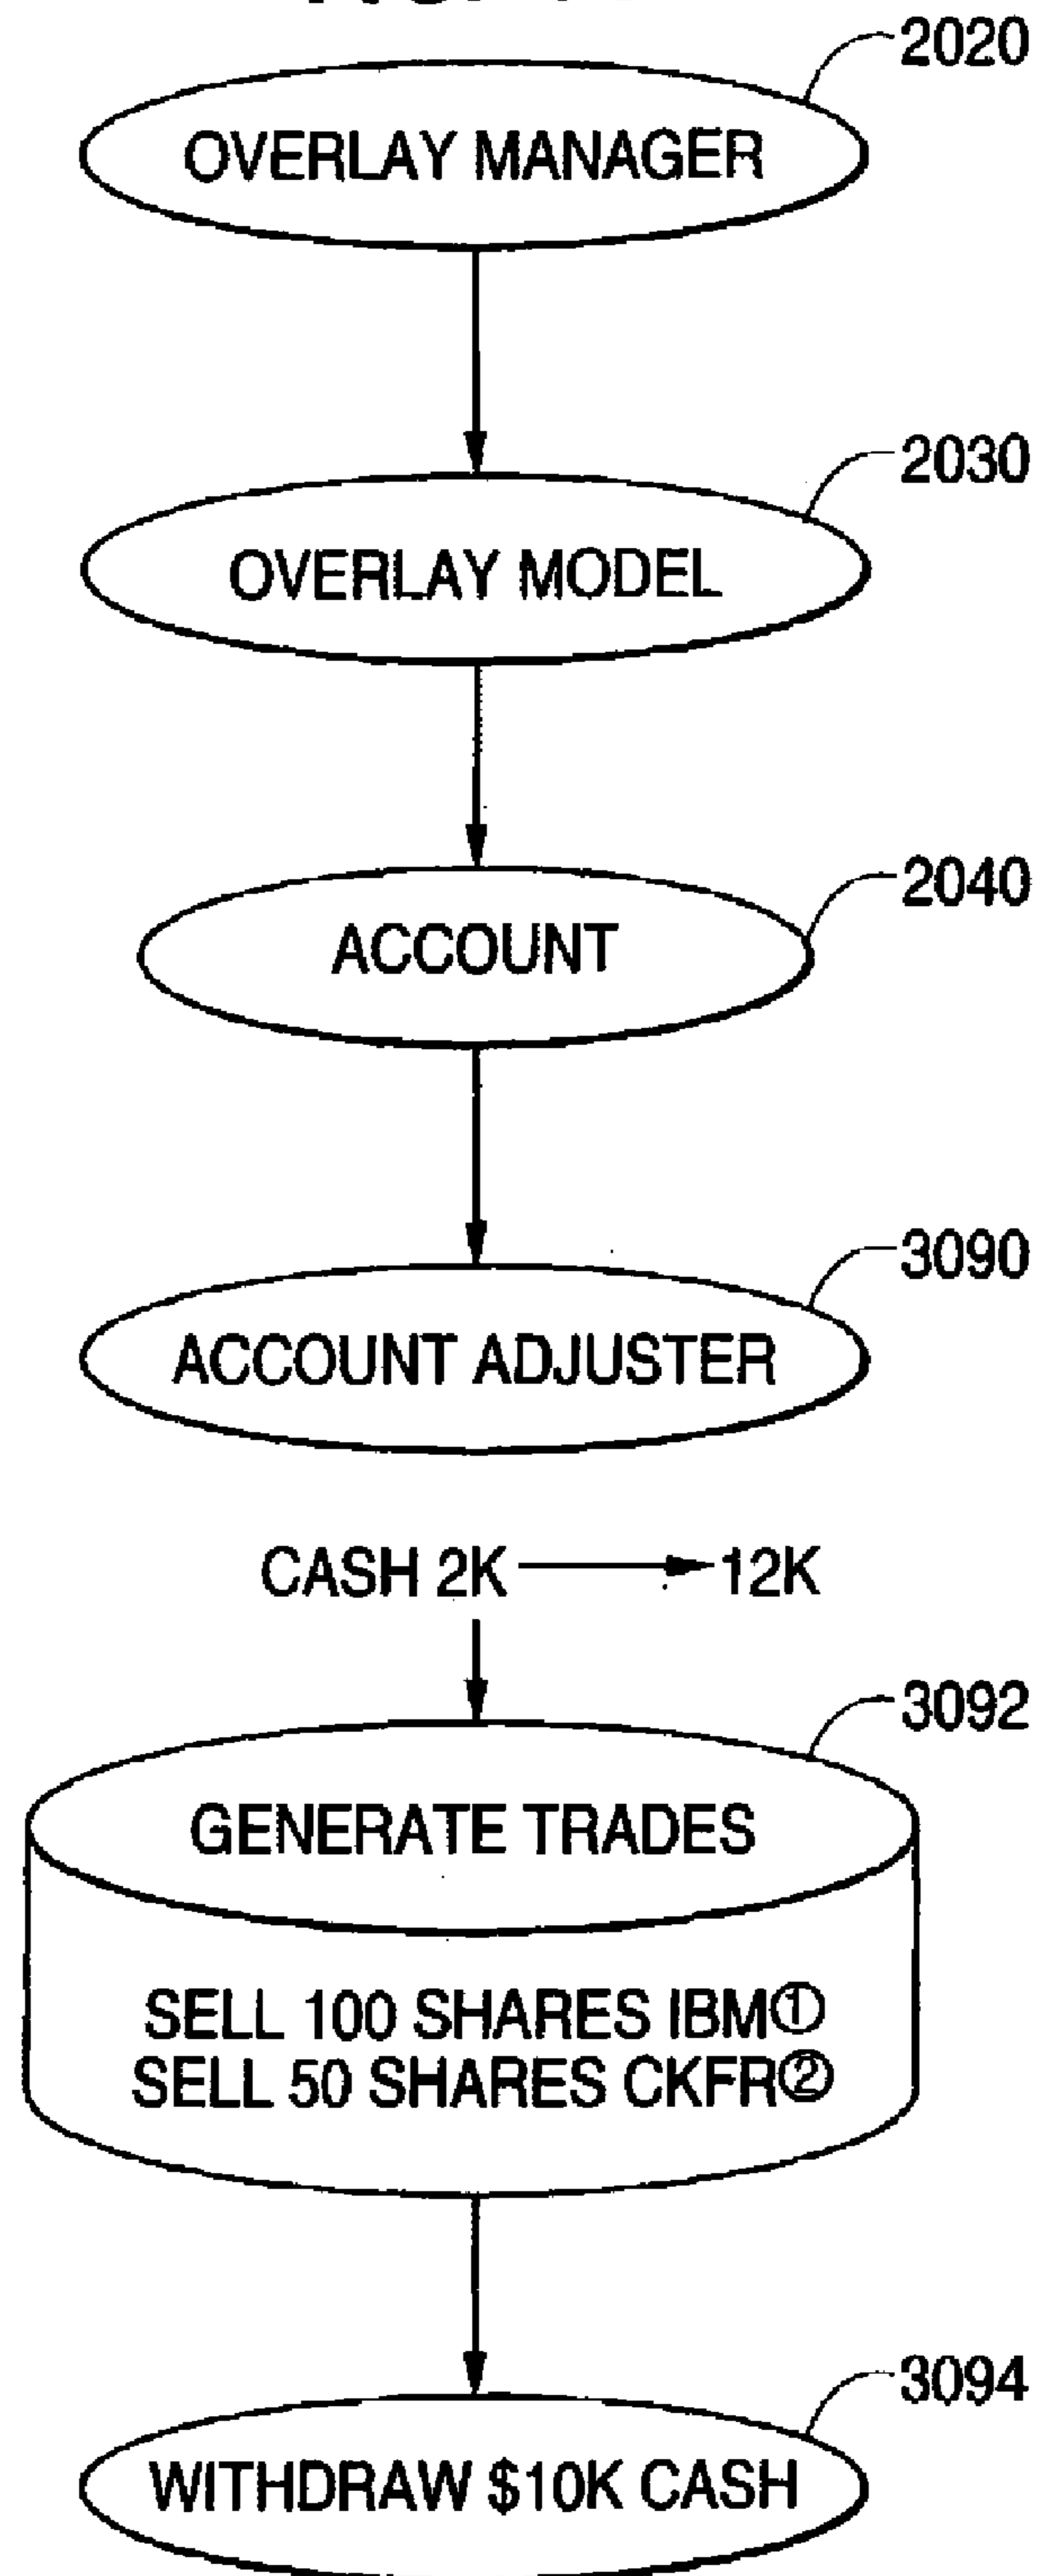 2020
OVERLAY MANAGER
2030
OVERLAY MODEL
2040
ACCOUNT
3090
ACCOUNT ADJUSTER
CASH 2K 12K
3092
GENERATE TRADES
SELL 100 SHARES IBM①
SELL 50 SHARES CKFR②
3094
WITHDRAW $10K CASH